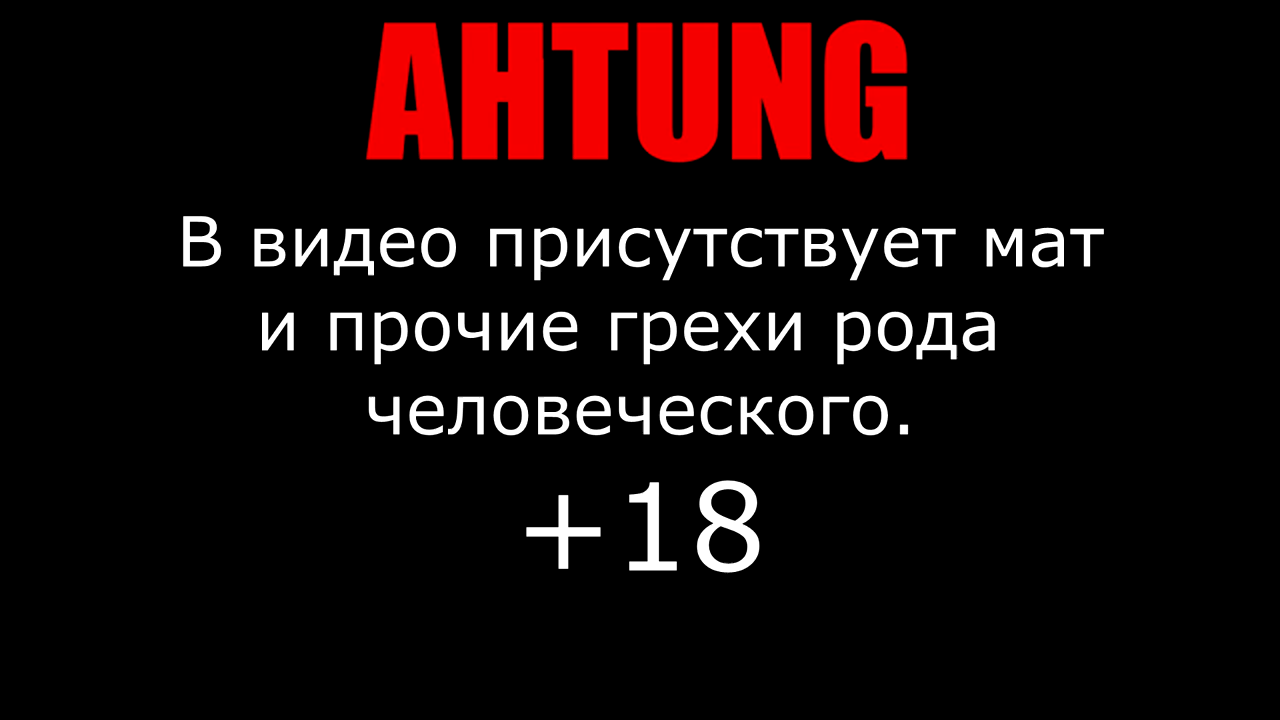 AHTUNG
В видео присутствует мат
и прочие грехи рода
человеческого.
+18